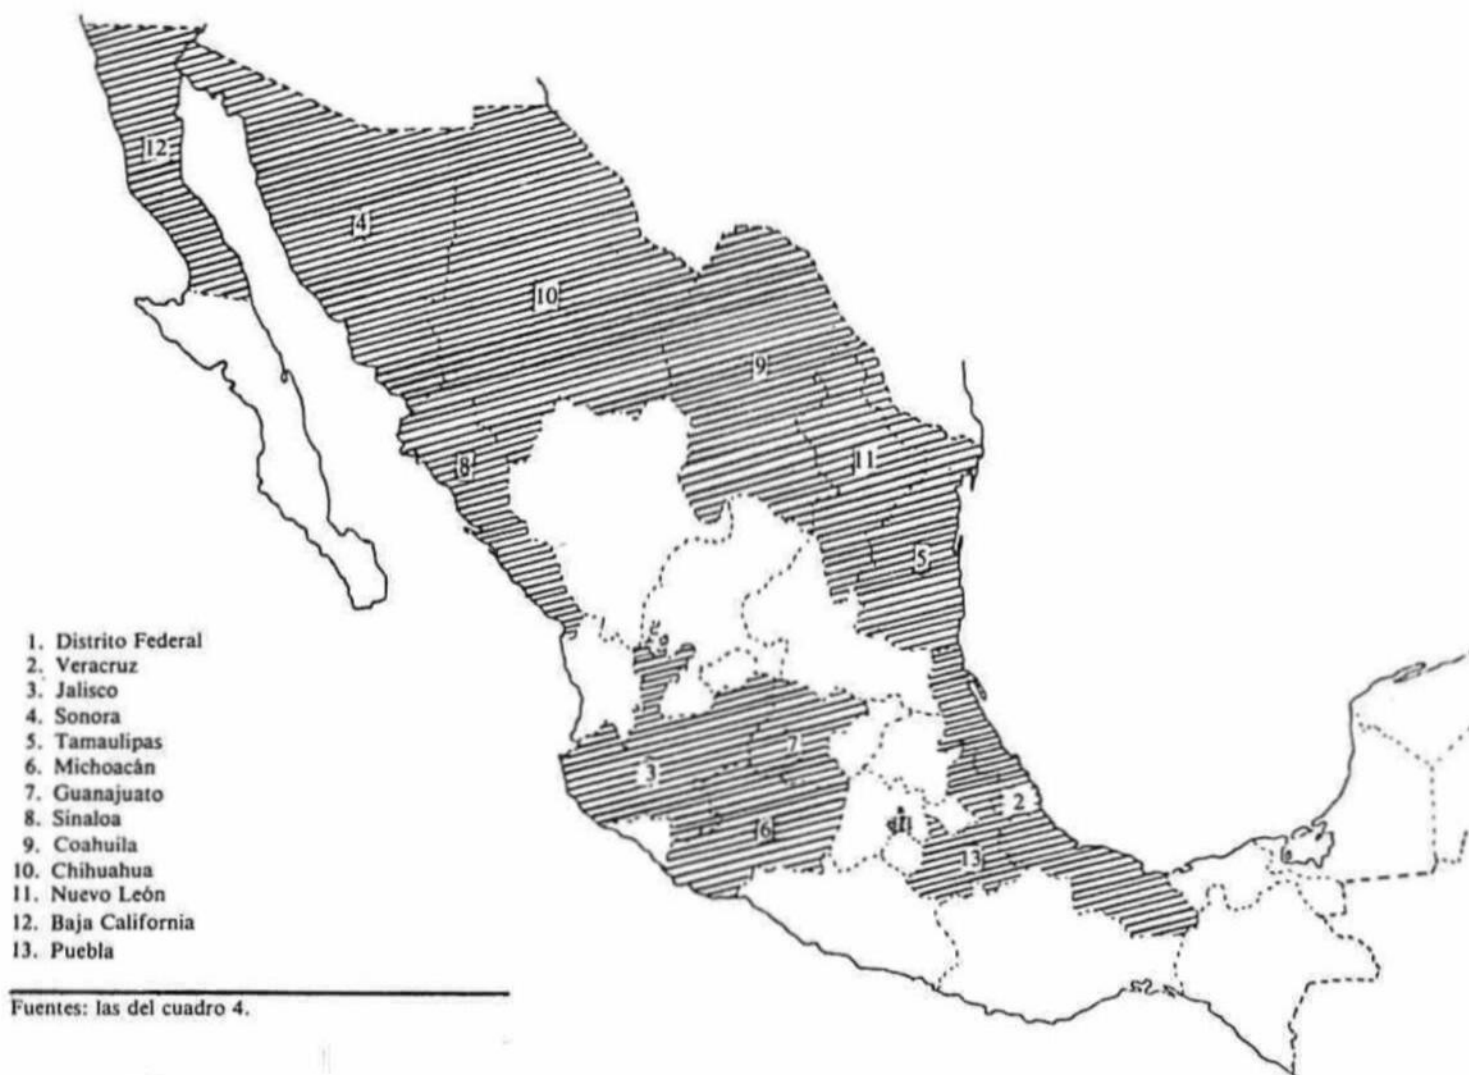 12
4
10
9
11
8
5
7
3
2
6
13
1. Distrito Federal
2. Veracruz
3. Jalisco
4. Sonora
5. Tamaulipas
6. Michoacán
7. Guanajuato
8. Sinaloa
9. Coahuila
10. Chihuahua
11. Nuevo León
12. Baja California
13. Puebla
Fuentes: las del cuadro 4.